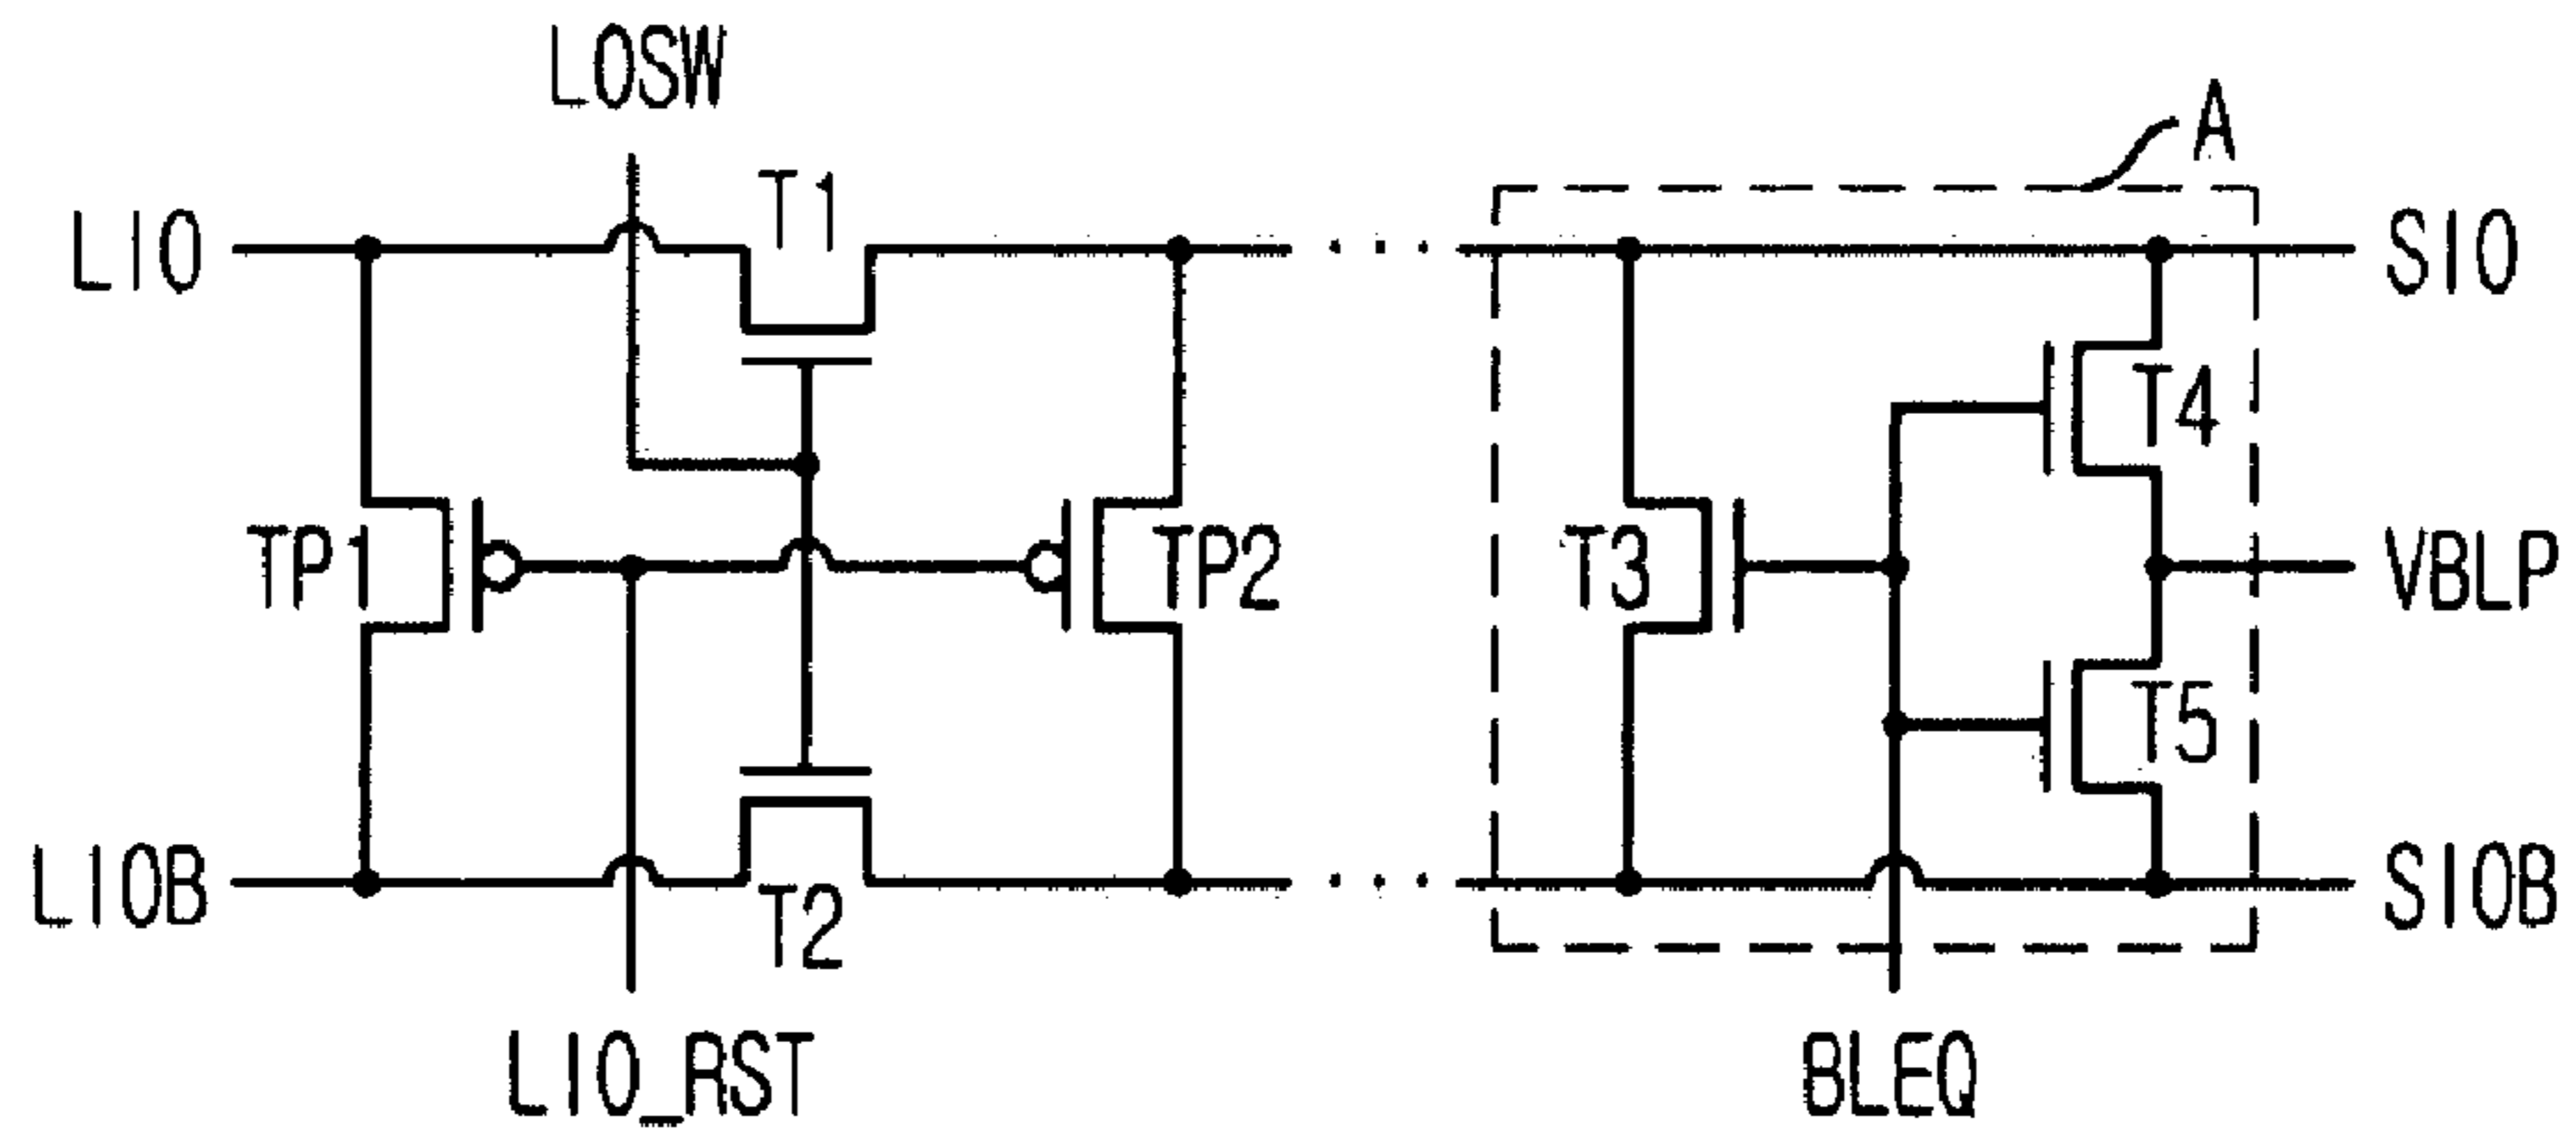 LOSW
A
T1
LIO
SIO
T4
TP1
TP2
T3
VBLP
T5
LIOB
T2
SIOB
LIO_RST
BLEQ